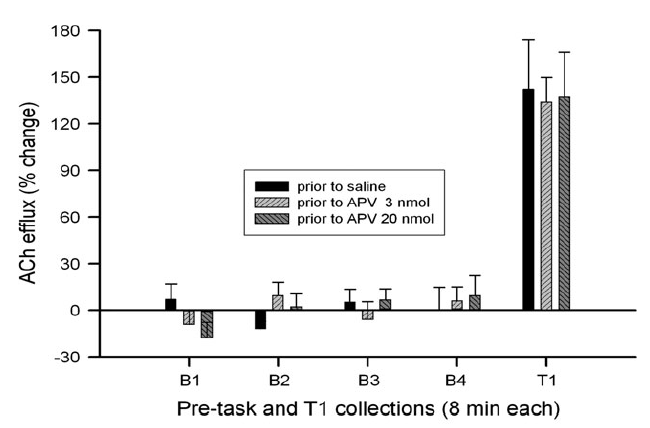 180
150
120
90
60
30
0
-30
ACh efflux (% change)
prior to saline
prior to APV 3 nmol
prior to APV 20 nmol
B1 B2 B3 B4 T1
Pre-task and T1 collections (8 min each)